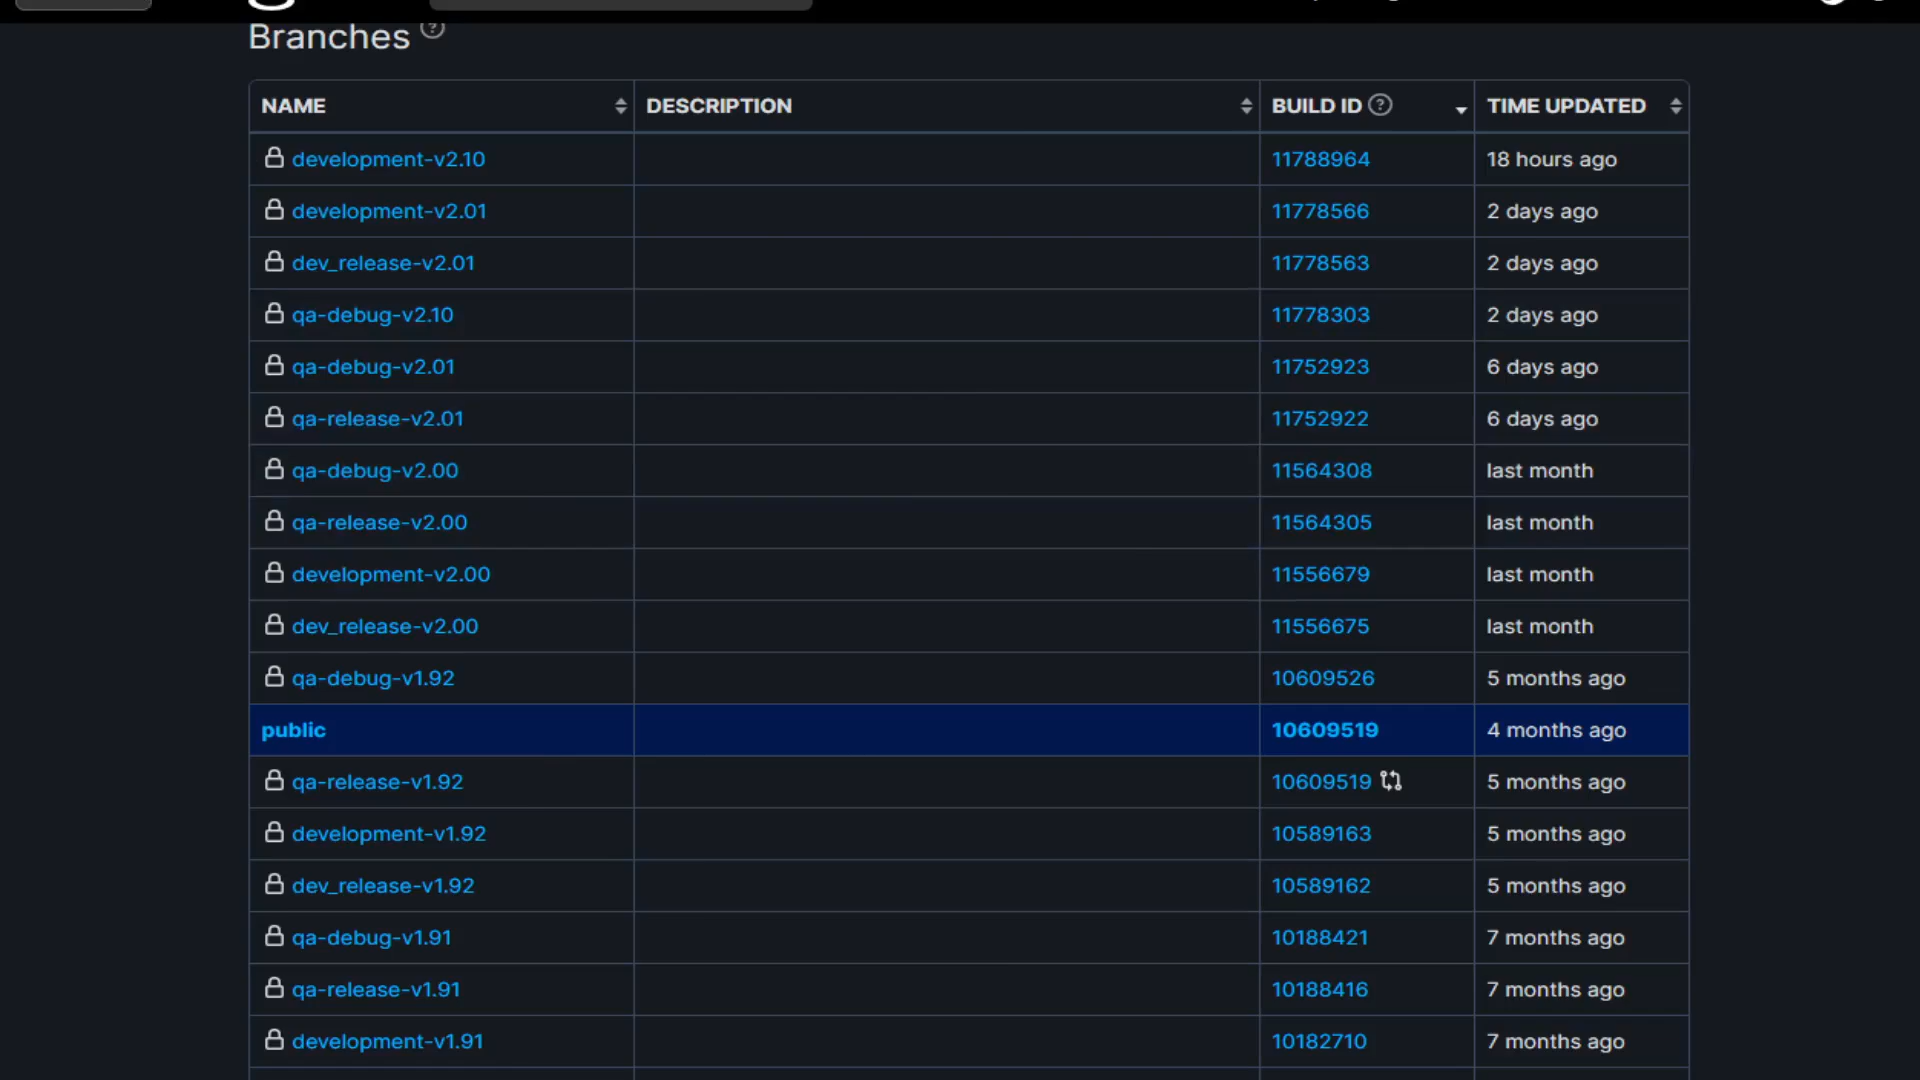 Branches
NAME DESCRIPTION BUILD ID TIME UPDATED
development-v2.10 11788964 18 hours ago
development-v2.01 11778566 2 days ago
dev_release-v2.01 11778563 2 days ago
qa-debug-v2.10 11778303 2 days ago
qa-debug-v2.01 11752923 6 days ago
qa-release-v2.01 11752922 6 days ago
qa-debug-v2.00 11564308 last month
qa-release-v2.00 11564305 last month
development-v2.00 11556679 last month
dev_release-v2.00 11556675 last month
qa-debug-v1.92 10609526 5 months ago
public 10609519 4 months ago
qa-release-v1.92 10609519 5 months ago
development-v1.92 10589163 5 months ago
dev_release-v1.92 10589162 5 months ago
qa-debug-v1.91 10188421 7 months ago
qa-release-v1.91 10188416 7 months ago
development-v1.91 10182710 7 months ago